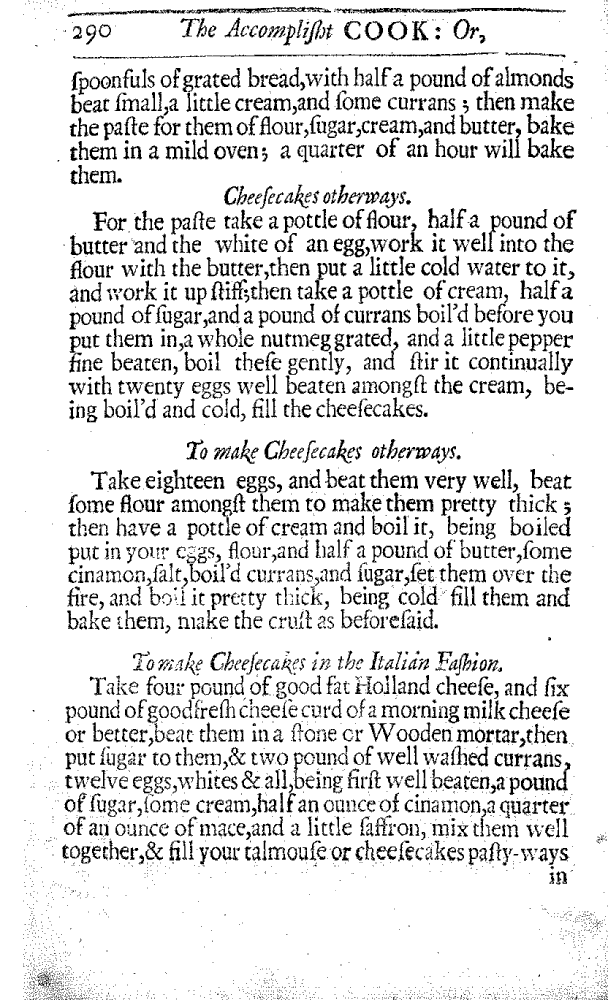 290 The Accompliſht COOK: Or,
ſpoonfuls of grated bread,with half a pound of almonds
beat ſmall,a little cream,and ſome currans ; then make
the paſte for them of flour,ſugar,cream,and butter, bake
them in a mild oven; a quarter of an hour will bake
them.
Cheeſecakes otherways.
For the paſte take a pottle of flour, half a pound of
butter and the white of an egg,work it well into the
flour with the butter,then put a little cold water to it,
and work it up ſtiff;then take a pottle of cream, half a
pound of ſugar,and a pound of currans boil'd before you
put them in,a whole nutmeg grated, and a little pepper
fine beaten, boil theſe gently, and ſtir it continually
with twenty eggs well beaten amongſt the cream, be-
ing boil'd and cold, fill the cheeſecakes.
To make Cheeſecakes otherways.
Take eighteen eggs, and beat them very well, beat
ſome flour amongſt them to make them pretty thick ;
then have a pottle of cream and boil it, being boiled
put in your eggs, flour,and half a pound of butter,ſome
cinamon,ſalt,boil'd currans,and ſugar,ſet them over the
fire, and boil it pretty thick, being cold fill them and
bake them, make the cruſt as beforeſaid.
To make Cheeſecakes in the Italian Faſhion.
Take four pound of good fat Holland cheeſe, and ſix
pound of good freſh cheeſe curd of a morning milk cheeſe
or better,beat them in a ſtone or Wooden mortar,then
put ſugar to them,& two pound of well waſhed currans,
twelve eggs,whites & all,being firſt well beaten,a pound
of ſugar,ſome cream,half an ounce of cinamon,a quarter
of an ounce of mace,and a little ſaffron, mix them well
together,& fill your talmouſe or cheeſecakes paſty-ways
in